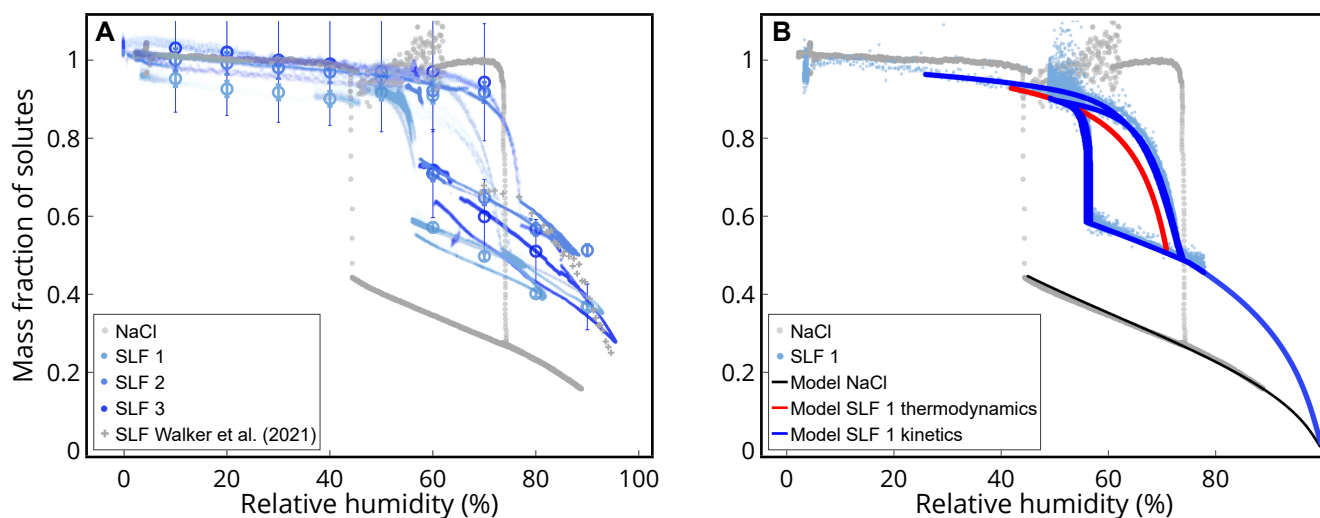 A
Mass fraction of solutes
1
0.8
0.6
0.4
0.2
0
NaCl
SLF 1
SLF 2
SLF 3
SLF Walker et al. (2021)
0 20 40 60 80 100
Relative humidity (%)
B
1
0.8
0.6
0.4
0.2
0
NaCl
SLF 1
Model NaCl
Model SLF 1 thermodynamics
Model SLF 1 kinetics
0 20 40 60 80
Relative humidity (%)